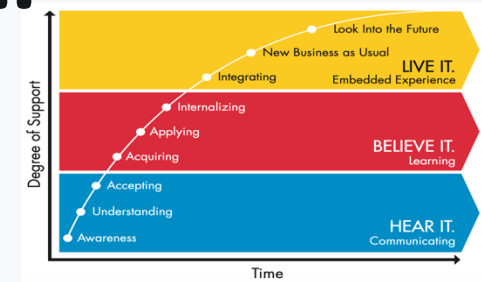 Look Into the Future
New Business as Usual
LIVE IT.
Integrating
Embedded Experience
Internalizing
Applying
BELIEVE IT.
Acquiring
Learning
Accepting
Understanding
HEAR IT.
Awareness
Communicating
Degree of Support
Time